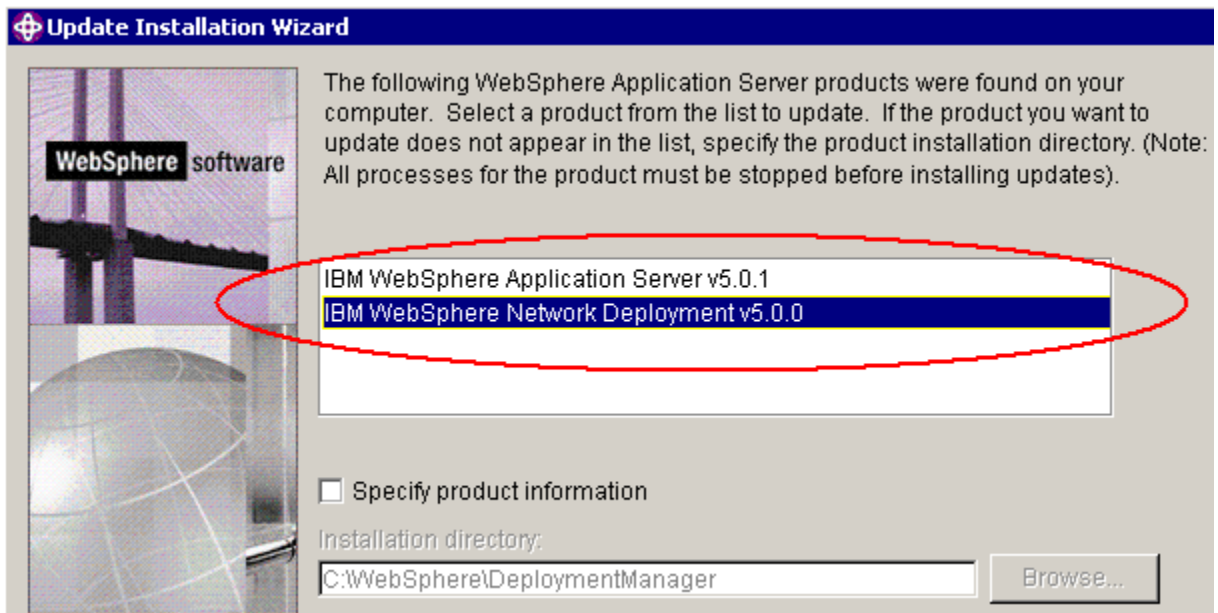 Update Installation Wizard
The following WebSphere Application Server products were found on your
computer. Select a product from the list to update. If the product you want to
update does not appear in the list, specify the product installation directory. (Note:
All processes for the product must be stopped before installing updates).
WebSphere software
IBM WebSphere Application Server v5.0.1
IBM WebSphere Network Deployment v5.0.0
Specify product information
Installation directory:
C:\WebSphere\DeploymentManager
Browse...